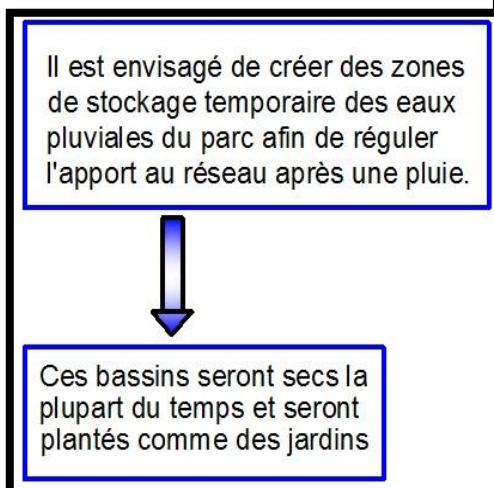 Il est envisagé de créer des zones
de stockage temporaire des eaux
pluviales du parc afin de réguler
l'apport au réseau après une pluie.
Ces bassins seront secs la
plupart du temps et seront
plantés comme des jardins